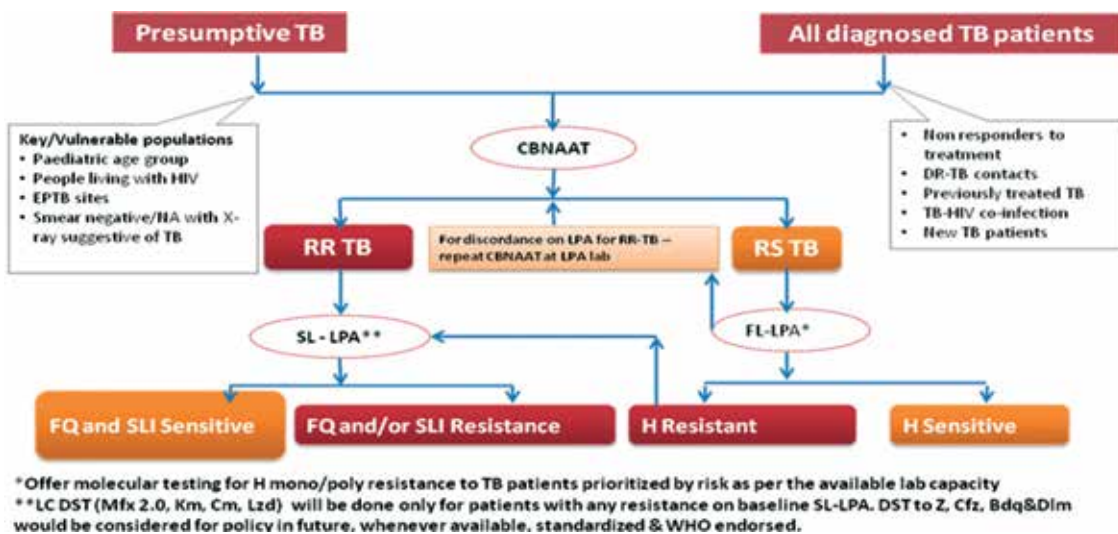 Presumptive TB
All diagnosed TB patients
Key/Vulnerable populations
• Paediatric age group
• People living with HIV
• EPTB sites
• Smear negative/NA with X-
ray suggestive of TB
CBNAAT
• Non responders to
treatment
• DR-TB contacts
• Previously treated TB
• TB-HIV co-infection
• New TB patients
RR TB
For discordance on LPA for RR-TB –
repeat CBNAAT at LPA lab
RS TB
SL - LPA**
FL-LPA*
FQ and SLI Sensitive
FQ and/or SLI Resistance
H Resistant
H Sensitive
*Offer molecular testing for H mono/poly resistance to TB patients prioritized by risk as per the available lab capacity
**LC DST (Mfx 2.0, Km, Cm, Lzd) will be done only for patients with any resistance on baseline SL-LPA. DST to Z, Cfz, Bdq&Dlm
would be considered for policy in future, whenever available, standardized & WHO endorsed.